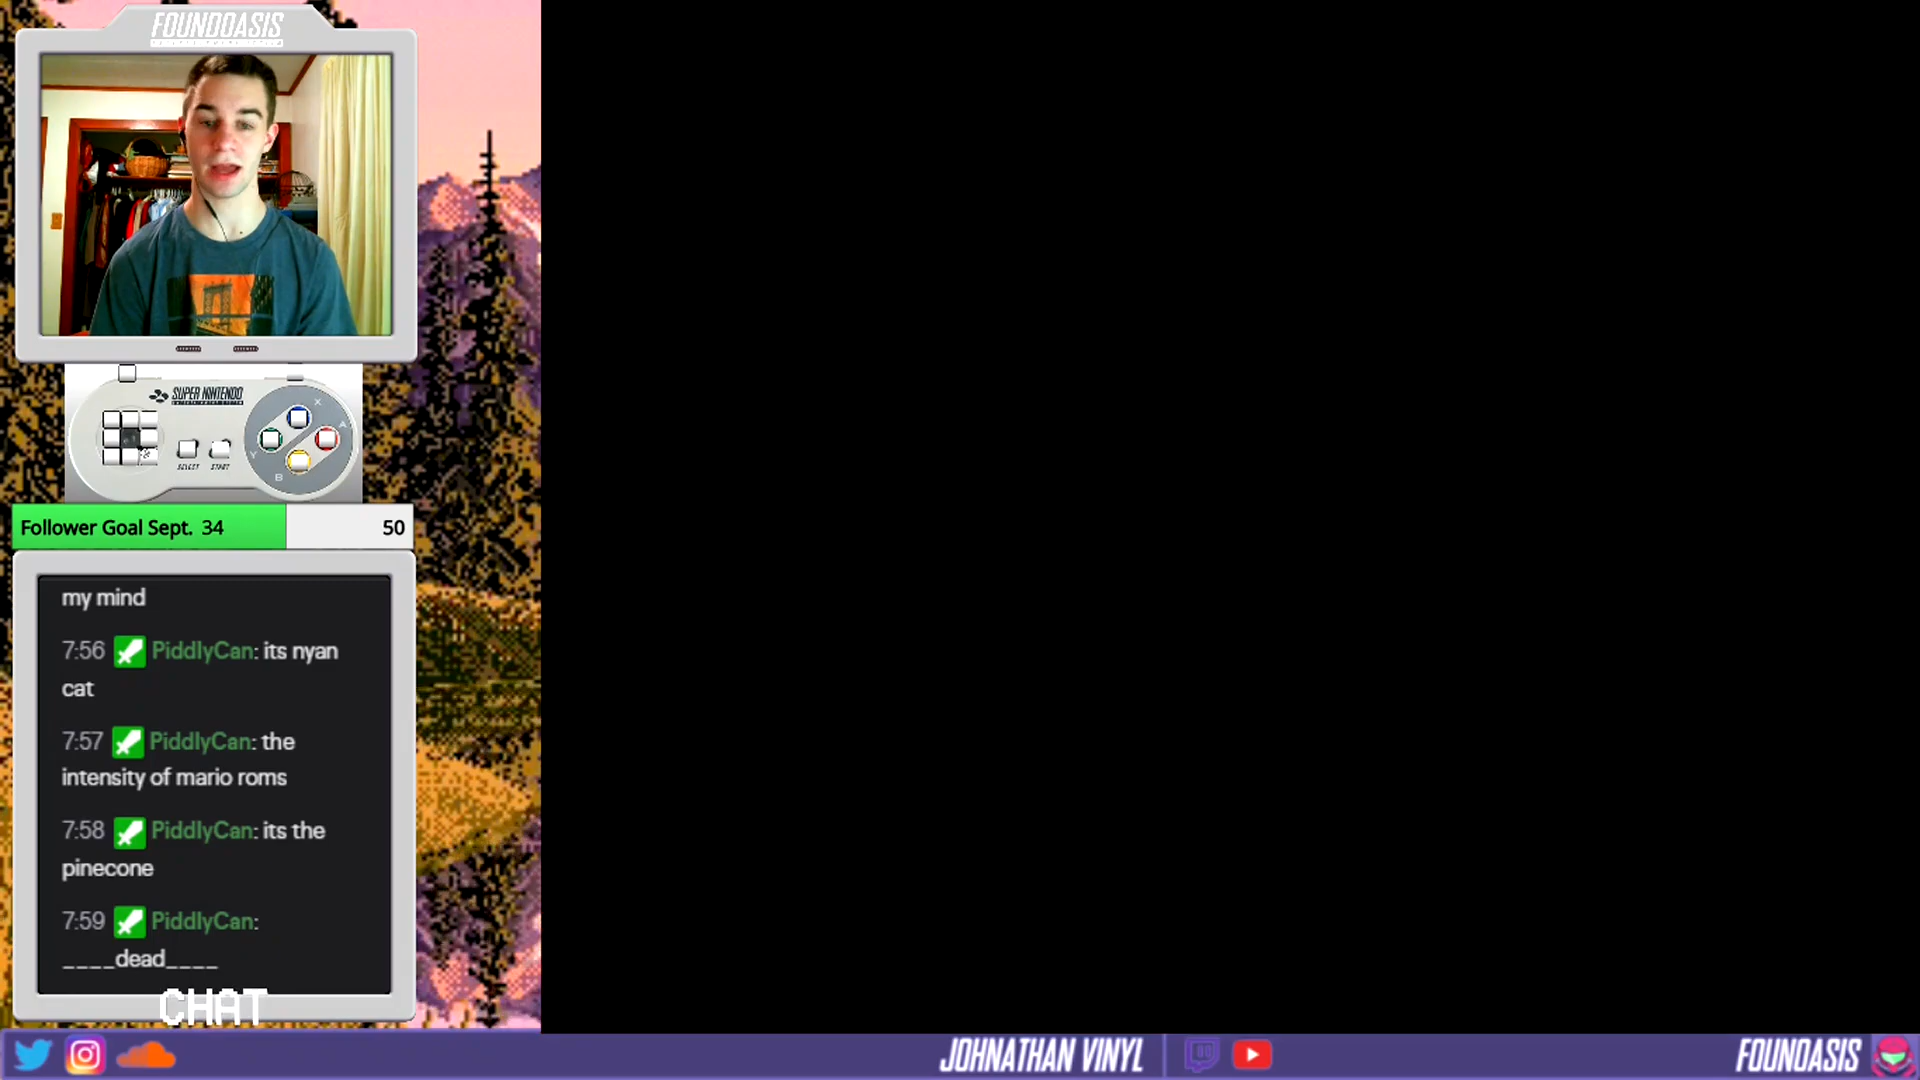 FOUNDOASIS
SUPER NINTENDO
X
A
Y
B
SELECT
START
Follower Goal Sept. 34
50
my mind
7:56 PiddlyCan: its nyan
cat
7:57 PiddlyCan: the
intensity of mario roms
7:58 PiddlyCan: its the
pinecone
7:59 PiddlyCan:
____dead____
CHAT
JOHNATHAN VINYL
FOUNOASIS